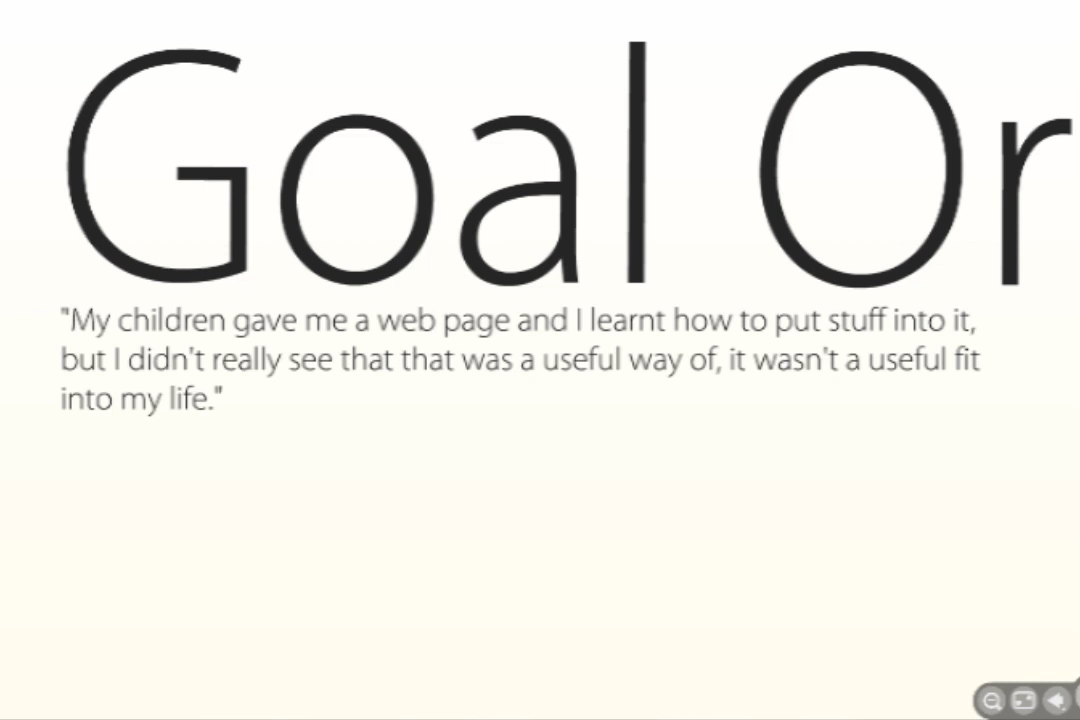 Goal Or
"My children gave me a web page and I learnt how to put stuff into it,
but I didn't really see that that was a useful way of, it wasn't a useful fit
into my life."